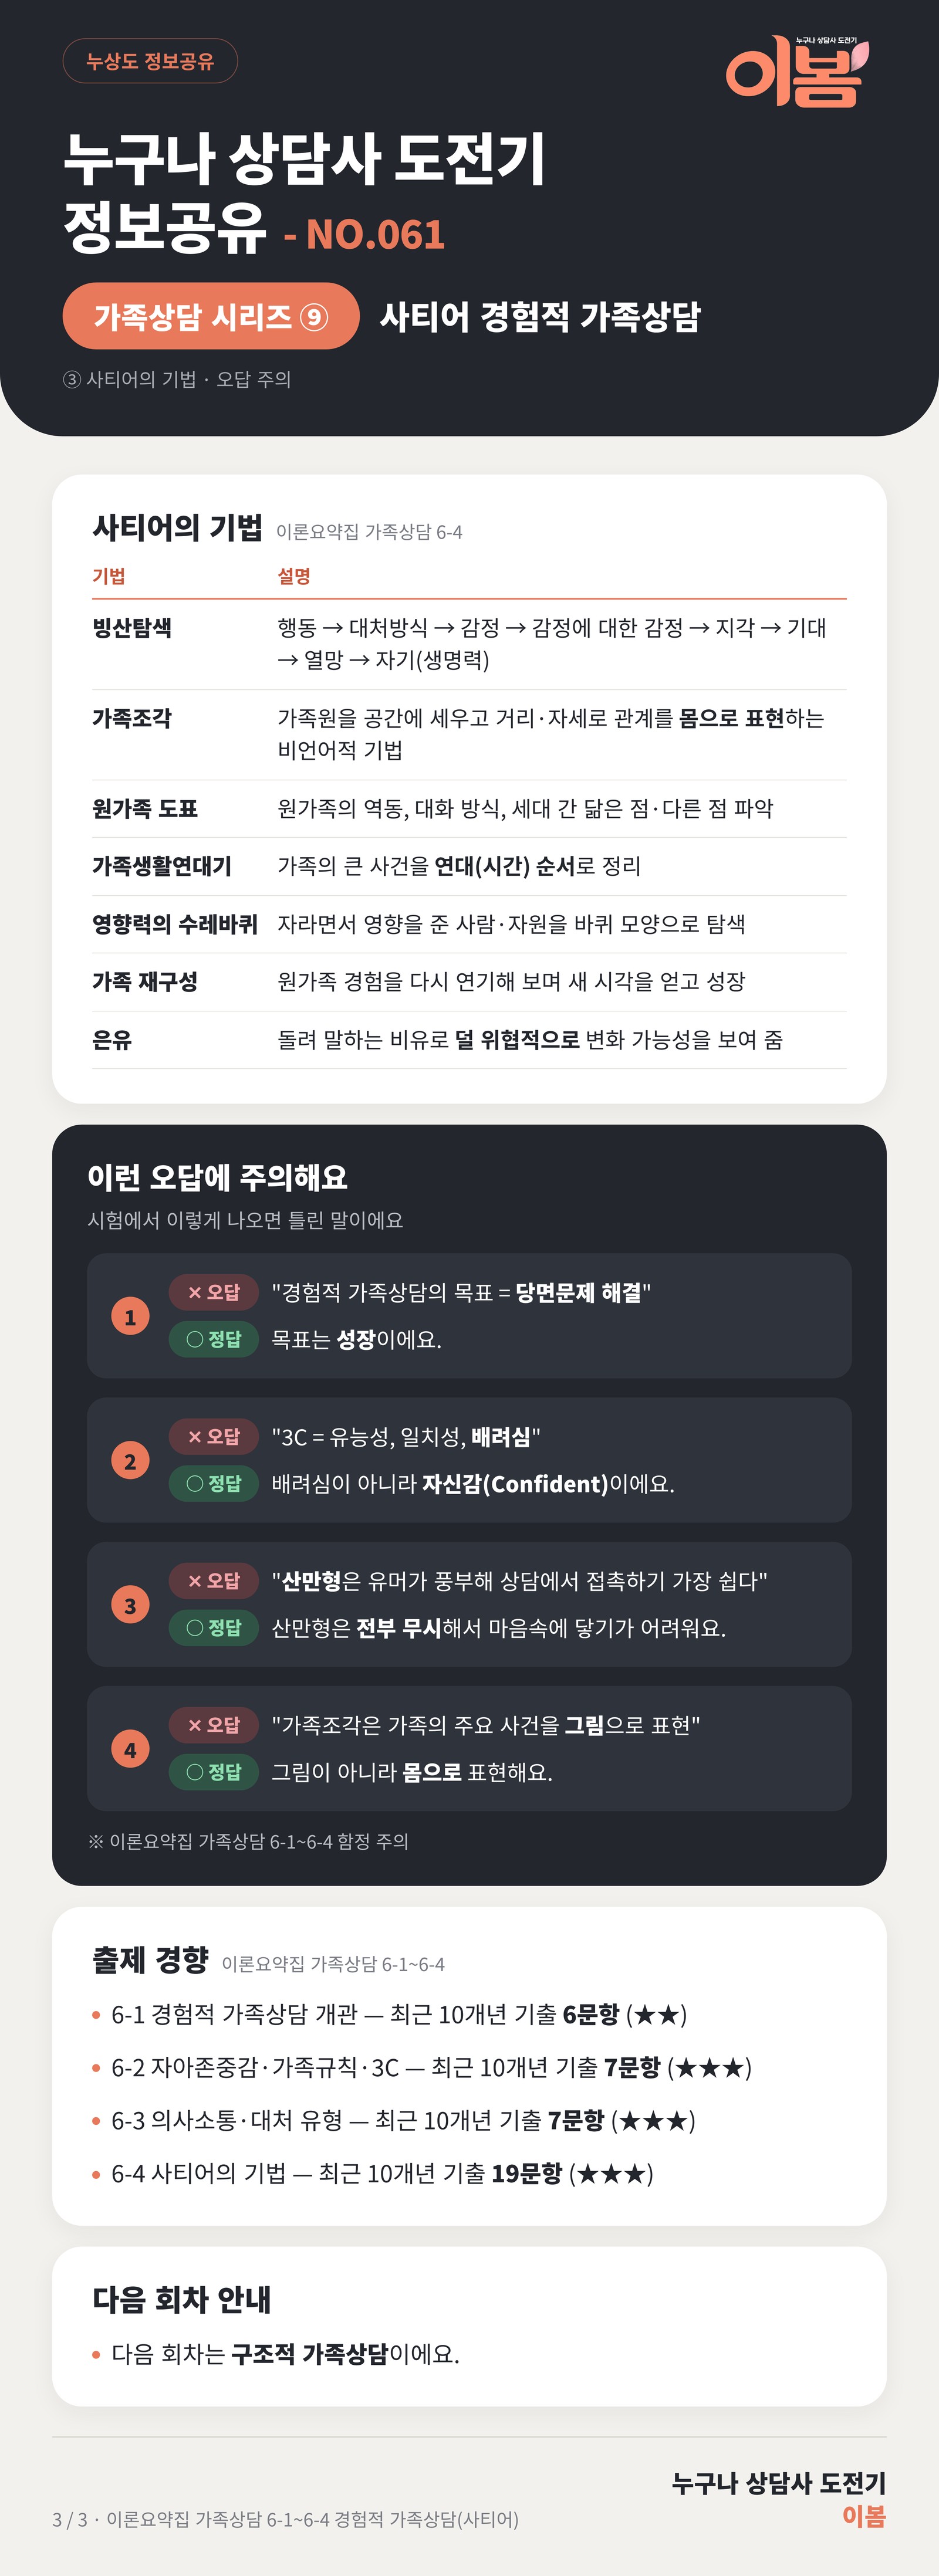 누상도 정보공유
누구나 상담사 도전기
이봄
누구나 상담사 도전기
정보공유 - NO.061
가족상담 시리즈 ⑨ 사티어 경험적 가족상담
③ 사티어의 기법 · 오답 주의
사티어의 기법 이론요약집 가족상담 6-4
기법 설명
빙산탐색 행동 → 대처방식 → 감정 → 감정에 대한 감정 → 지각 → 기대
→ 열망 → 자기(생명력)
가족조각 가족원을 공간에 세우고 거리·자세로 관계를 몸으로 표현하는
비언어적 기법
원가족 도표 원가족의 역동, 대화 방식, 세대 간 닮은 점·다른 점 파악
가족생활연대기 가족의 큰 사건을 연대(시간) 순서로 정리
영향력의 수레바퀴 자라면서 영향을 준 사람·자원을 바퀴 모양으로 탐색
가족 재구성 원가족 경험을 다시 연기해 보며 새 시각을 얻고 성장
은유 돌려 말하는 비유로 덜 위협적으로 변화 가능성을 보여 줌
이런 오답에 주의해요
시험에서 이렇게 나오면 틀린 말이에요
1
× 오답 "경험적 가족상담의 목표 = 당면문제 해결"
○ 정답 목표는 성장이에요.
2
× 오답 "3C = 유능성, 일치성, 배려심"
○ 정답 배려심이 아니라 자신감(Confident)이에요.
3
× 오답 "산만형은 유머가 풍부해 상담에서 접촉하기 가장 쉽다"
○ 정답 산만형은 전부 무시해서 마음속에 닿기가 어려워요.
4
× 오답 "가족조각은 가족의 주요 사건을 그림으로 표현"
○ 정답 그림이 아니라 몸으로 표현해요.
※ 이론요약집 가족상담 6-1~6-4 함정 주의
출제 경향 이론요약집 가족상담 6-1~6-4
• 6-1 경험적 가족상담 개관 — 최근 10개년 기출 6문항 (★★)
• 6-2 자아존중감·가족규칙·3C — 최근 10개년 기출 7문항 (★★★)
• 6-3 의사소통·대처 유형 — 최근 10개년 기출 7문항 (★★★)
• 6-4 사티어의 기법 — 최근 10개년 기출 19문항 (★★★)
다음 회차 안내
• 다음 회차는 구조적 가족상담이에요.
누구나 상담사 도전기
3 / 3 · 이론요약집 가족상담 6-1~6-4 경험적 가족상담(사티어) 이봄